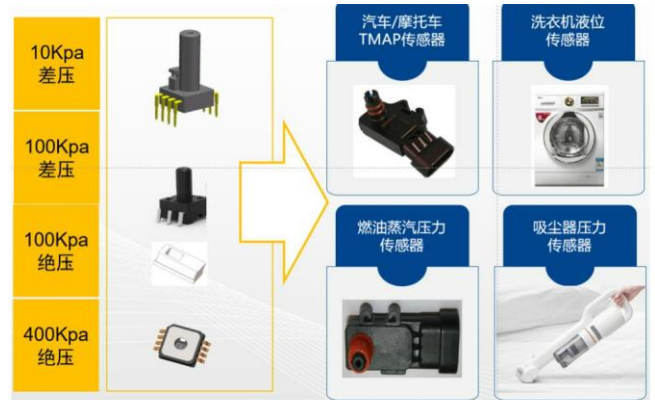 10Kpa
差压
100Kpa
差压
100Kpa
绝压
400Kpa
绝压
汽车/摩托车
TMAP传感器
洗衣机液位
传感器
燃油蒸汽压力
传感器
吸尘器压力
传感器